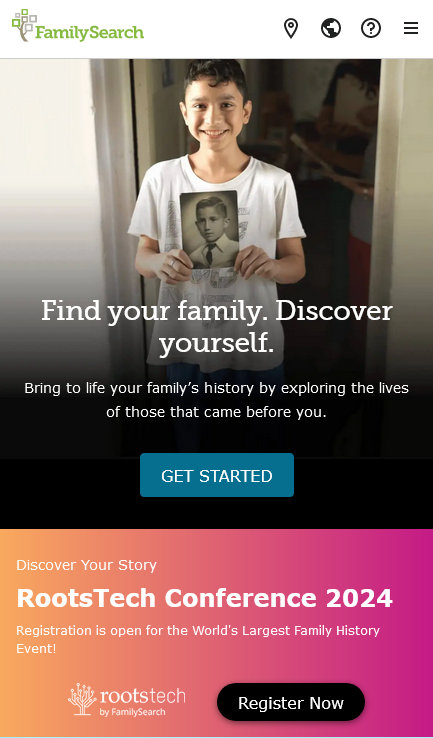 FamilySearch
Find your family. Discover
yourself.
Bring to life your family’s history by exploring the lives
of those that came before you.
GET STARTED
Discover Your Story
RootsTech Conference 2024
Registration is open for the World's Largest Family History
Event!
rootstech
by FamilySearch
Register Now